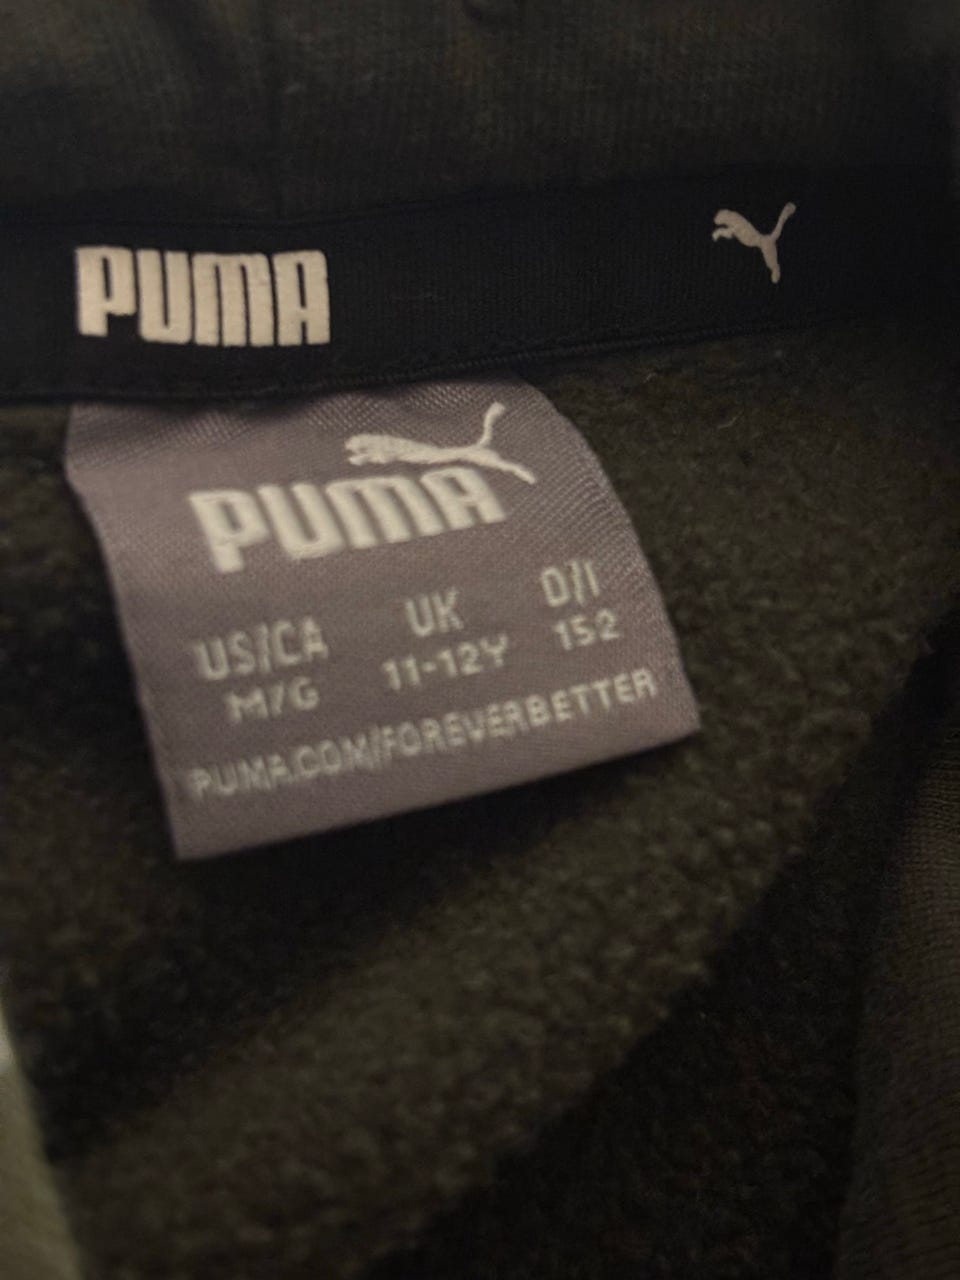 PUMA
PUMA
US/CA UK D/I
M/G 11-12Y 152
PUMA.COM/FOREVERBETTER